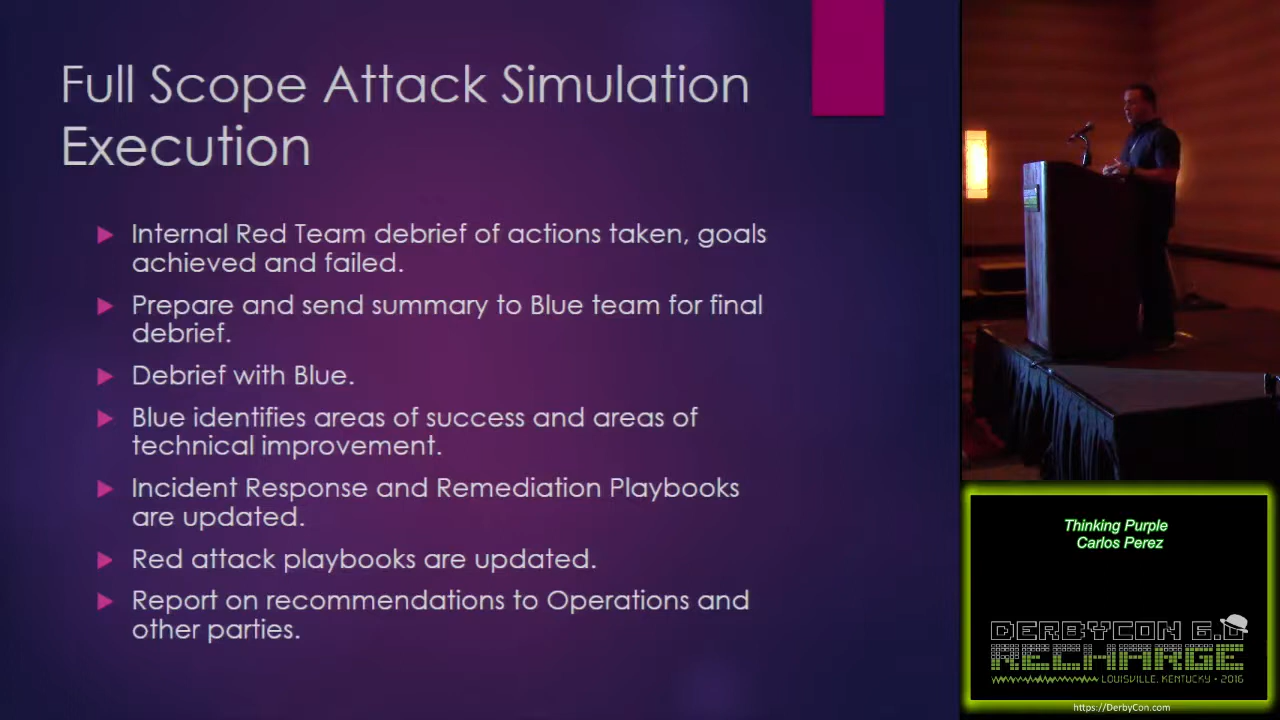 Full Scope Attack Simulation
Execution
Internal Red Team debrief of actions taken, goals
achieved and failed.
Prepare and send summary to Blue team for final
debrief.
Debrief with Blue.
Blue identifies areas of success and areas of
technical improvement.
Incident Response and Remediation Playbooks
are updated.
Red attack playbooks are updated.
Report on recommendations to Operations and
other parties.
Thinking Purple
Carlos Perez
DERBYCON 6.0
RECHARGE
LOUISVILLE, KENTUCKY • 2016
https://DerbyCon.com